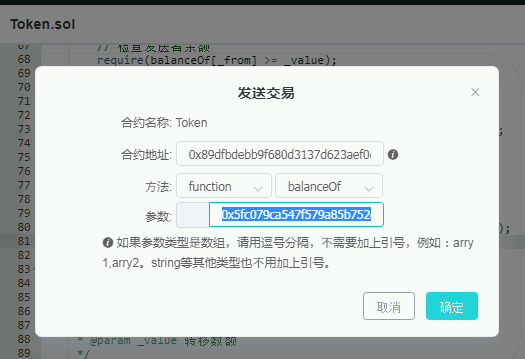 Token.sol
67 // 检查发送者余额
68 require(balanceOf[_from] >= _value);
69
70
71
72
73
74
75
76
77
78
79
80
81
82
83
84
85
86
87
88 * @param _value 转移数额
89 */
发送交易
合约名称: Token
合约地址: 0x89dfbdebb9f680d3137d623aef0
方法: function balanceOf
参数: 0x5fc079ca547f579a85b752
如果参数类型是数组，请用逗号分隔，不需要加上引号，例如：arry
1,arry2。string等其他类型也不用加上引号。
取消 确定